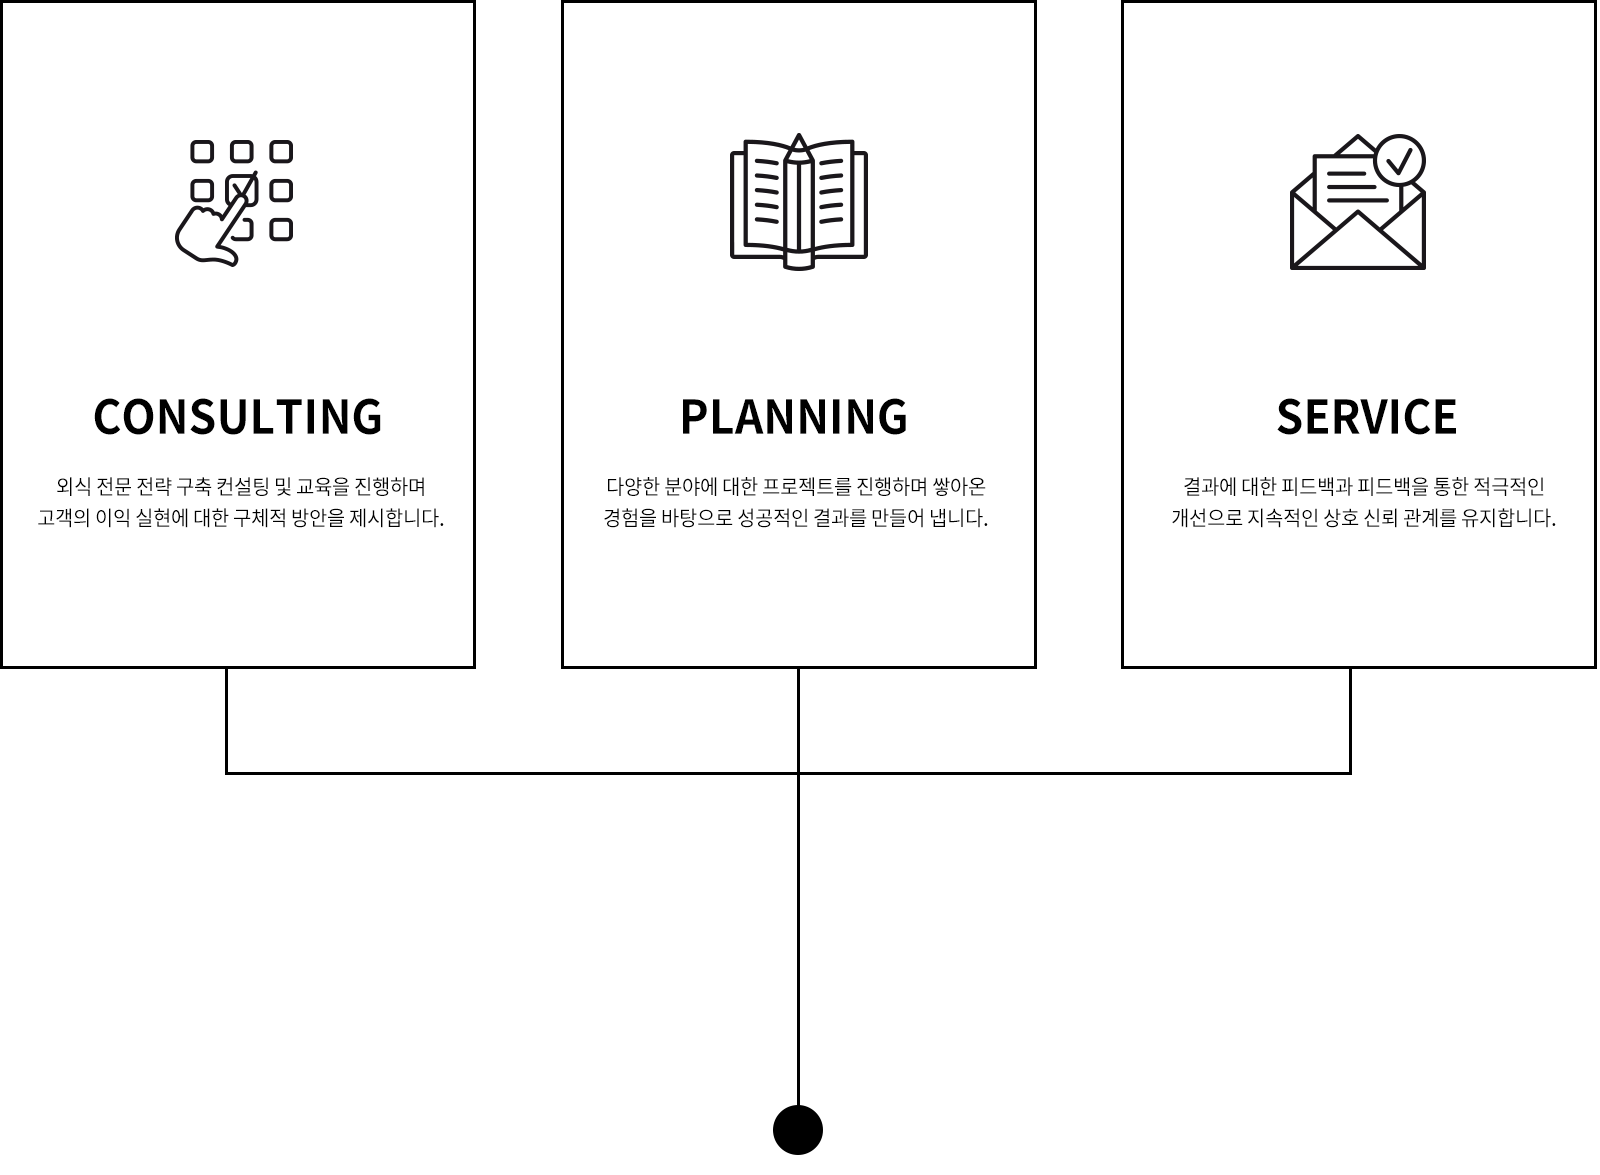 CONSULTING
외식 전문 전략 구축 컨설팅 및 교육을 진행하며
고객의 이익 실현에 대한 구체적 방안을 제시합니다.
PLANNING
다양한 분야에 대한 프로젝트를 진행하며 쌓아온
경험을 바탕으로 성공적인 결과를 만들어 냅니다.
SERVICE
결과에 대한 피드백과 피드백을 통한 적극적인
개선으로 지속적인 상호 신뢰 관계를 유지합니다.